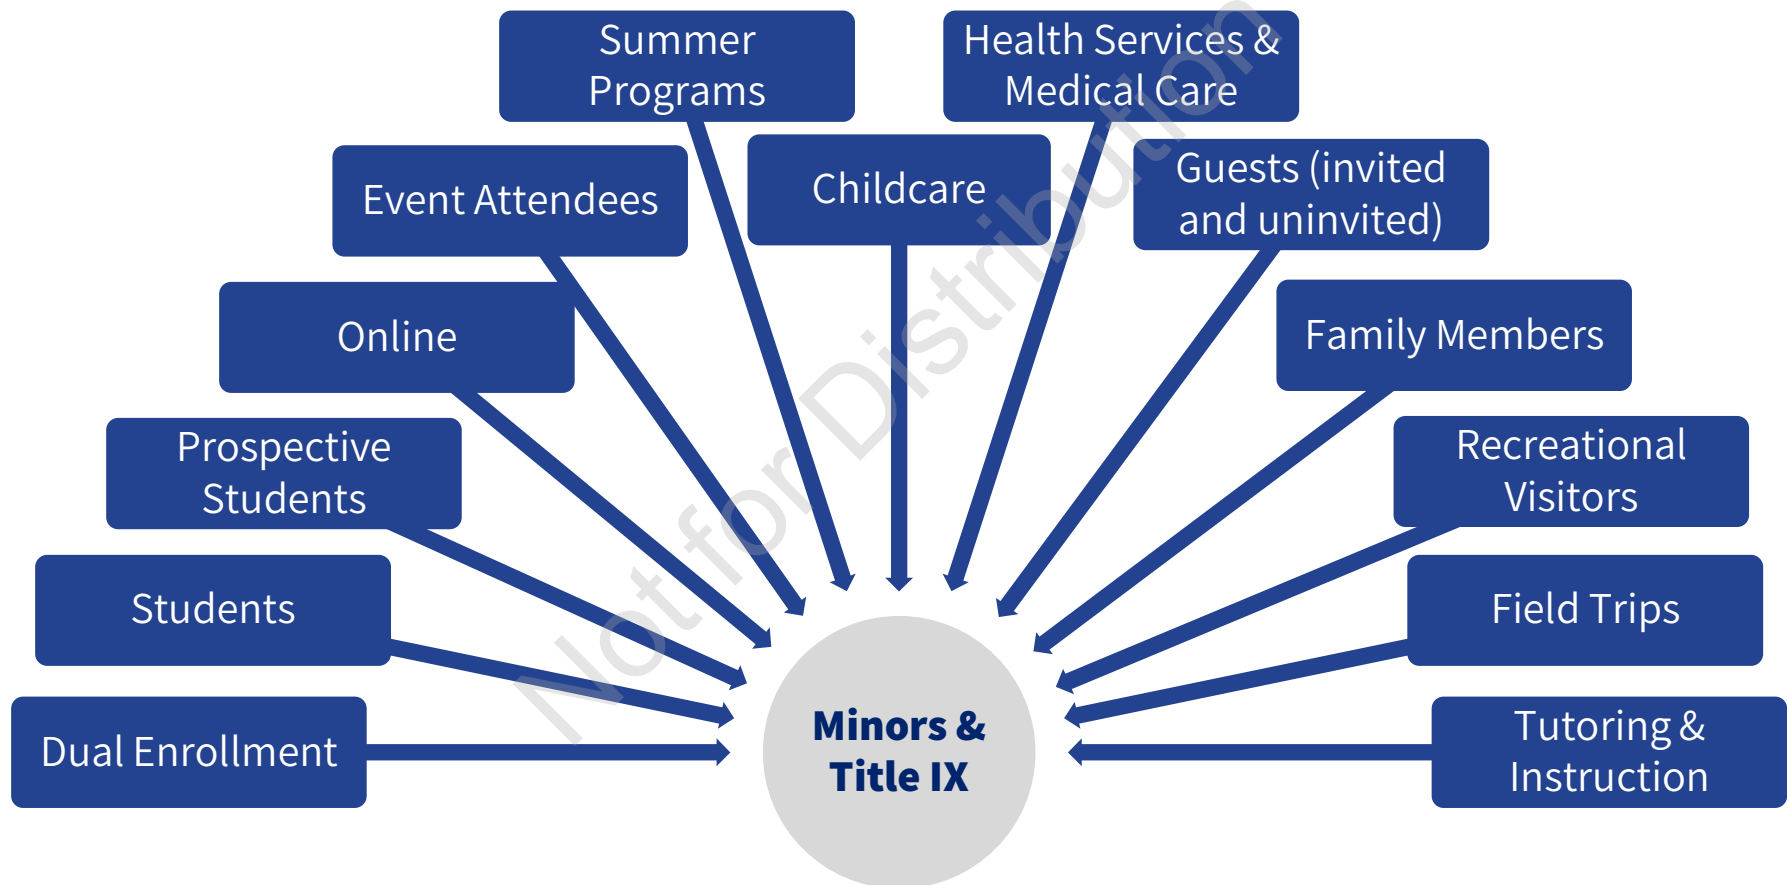 Summer
Programs
Health Services &
Medical Care
Event Attendees
Childcare
Guests (invited
and uninvited)
Online
Family Members
Prospective
Students
Recreational
Visitors
Students
Field Trips
Dual Enrollment
Minors &
Title IX
Tutoring &
Instruction
Not for Distribution